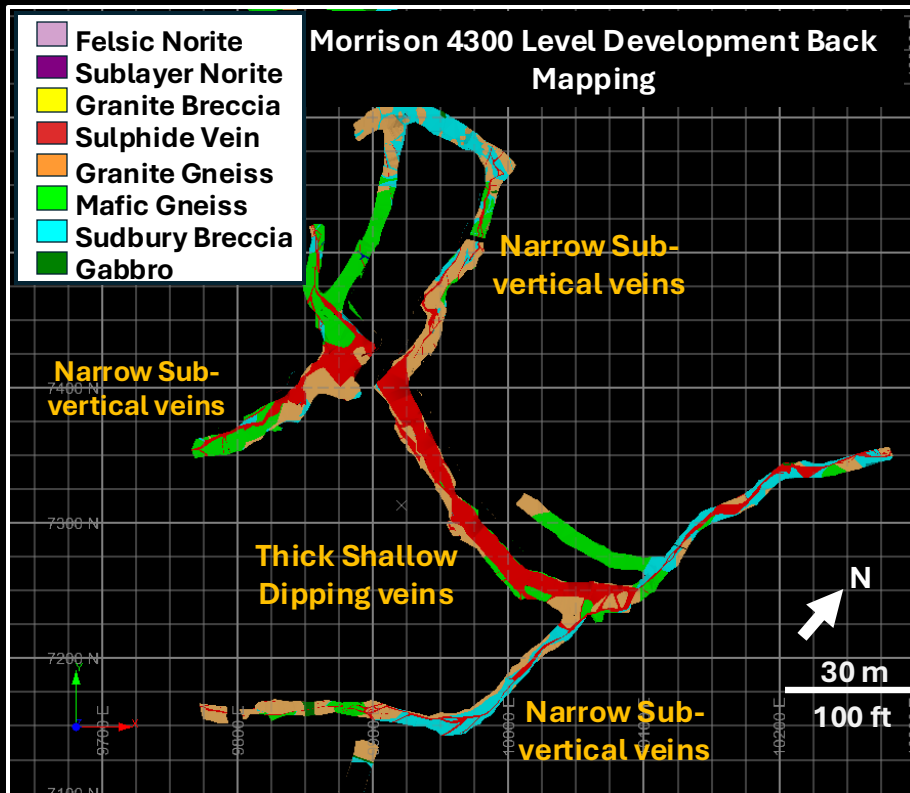 Felsic Norite
Sublayer Norite
Granite Breccia
Sulphide Vein
Granite Gneiss
Mafic Gneiss
Sudbury Breccia
Gabbro
Morrison 4300 Level Development Back
Mapping
Narrow Sub-
vertical veins
Narrow Sub-
vertical veins
7400 N
7300 N
Thick Shallow
Dipping veins
N
7200 N
30 m
100 ft
Narrow Sub-
vertical veins
10000 E
10100 E
10200 E
7100 N